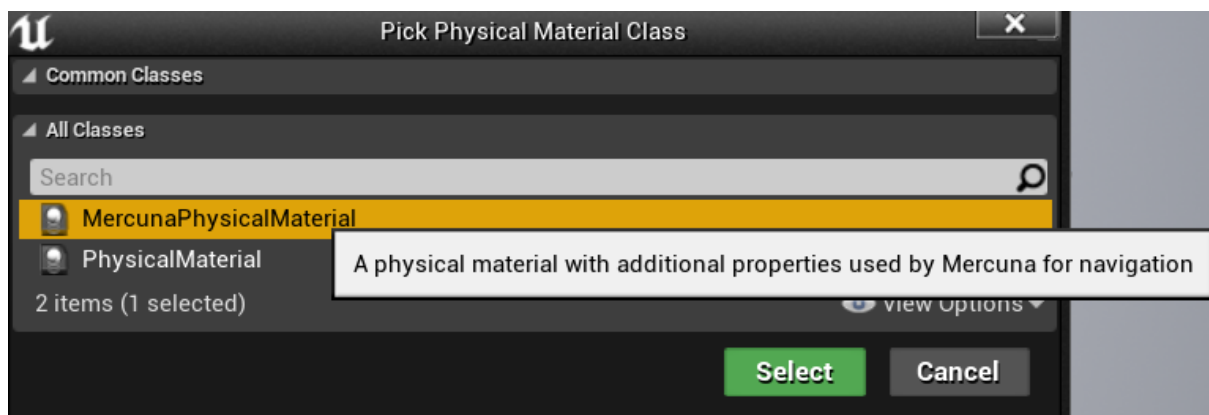 Pick Physical Material Class
Common Classes
All Classes
Search
MercunaPhysicalMaterial
PhysicalMaterial
A physical material with additional properties used by Mercuna for navigation
2 items (1 selected)
View Options
Select
Cancel